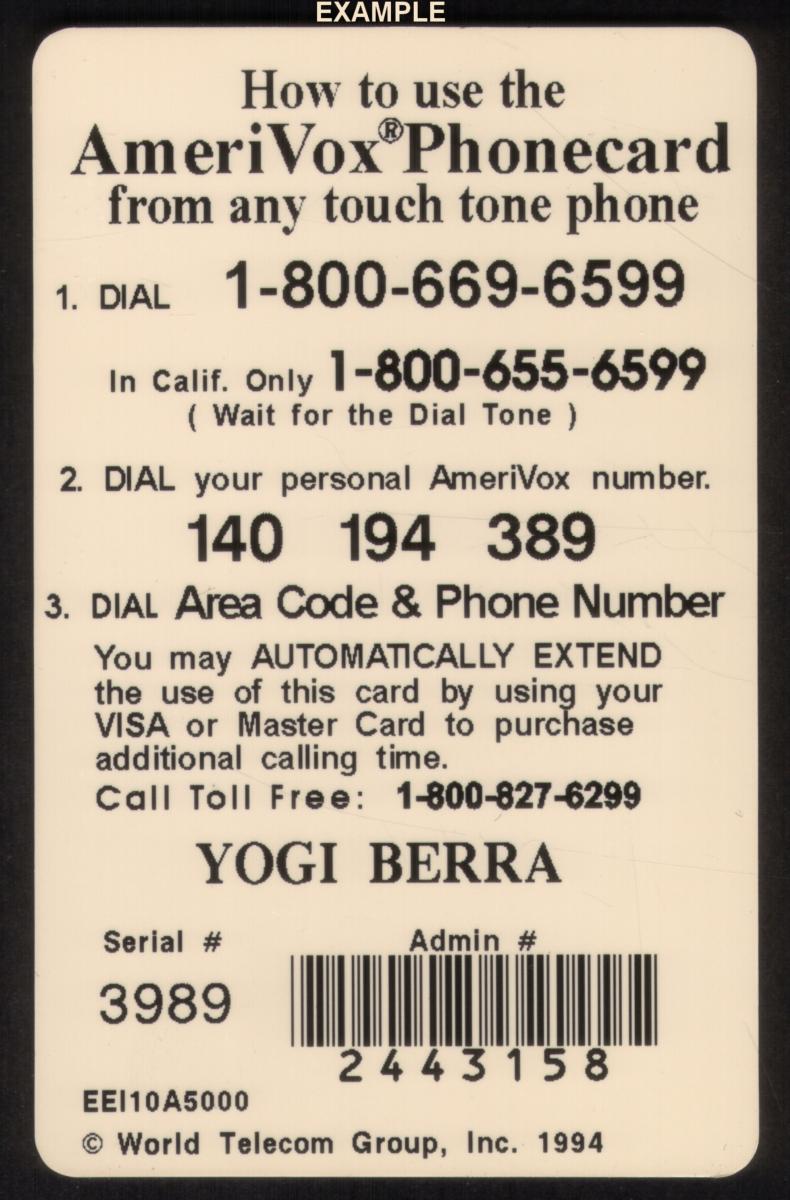 EXAMPLE
How to use the
AmeriVox® Phonecard
from any touch tone phone
1. DIAL 1-800-669-6599
In Calif. Only 1-800-655-6599
( Wait for the Dial Tone )
2. DIAL your personal AmeriVox number.
140 194 389
3. DIAL Area Code & Phone Number
You may AUTOMATICALLY EXTEND
the use of this card by using your
VISA or Master Card to purchase
additional calling time.
Call Toll Free: 1-800-827-6299
YOGI BERRA
Serial # Admin #
3989
2443158
EEI10A5000
© World Telecom Group, Inc. 1994